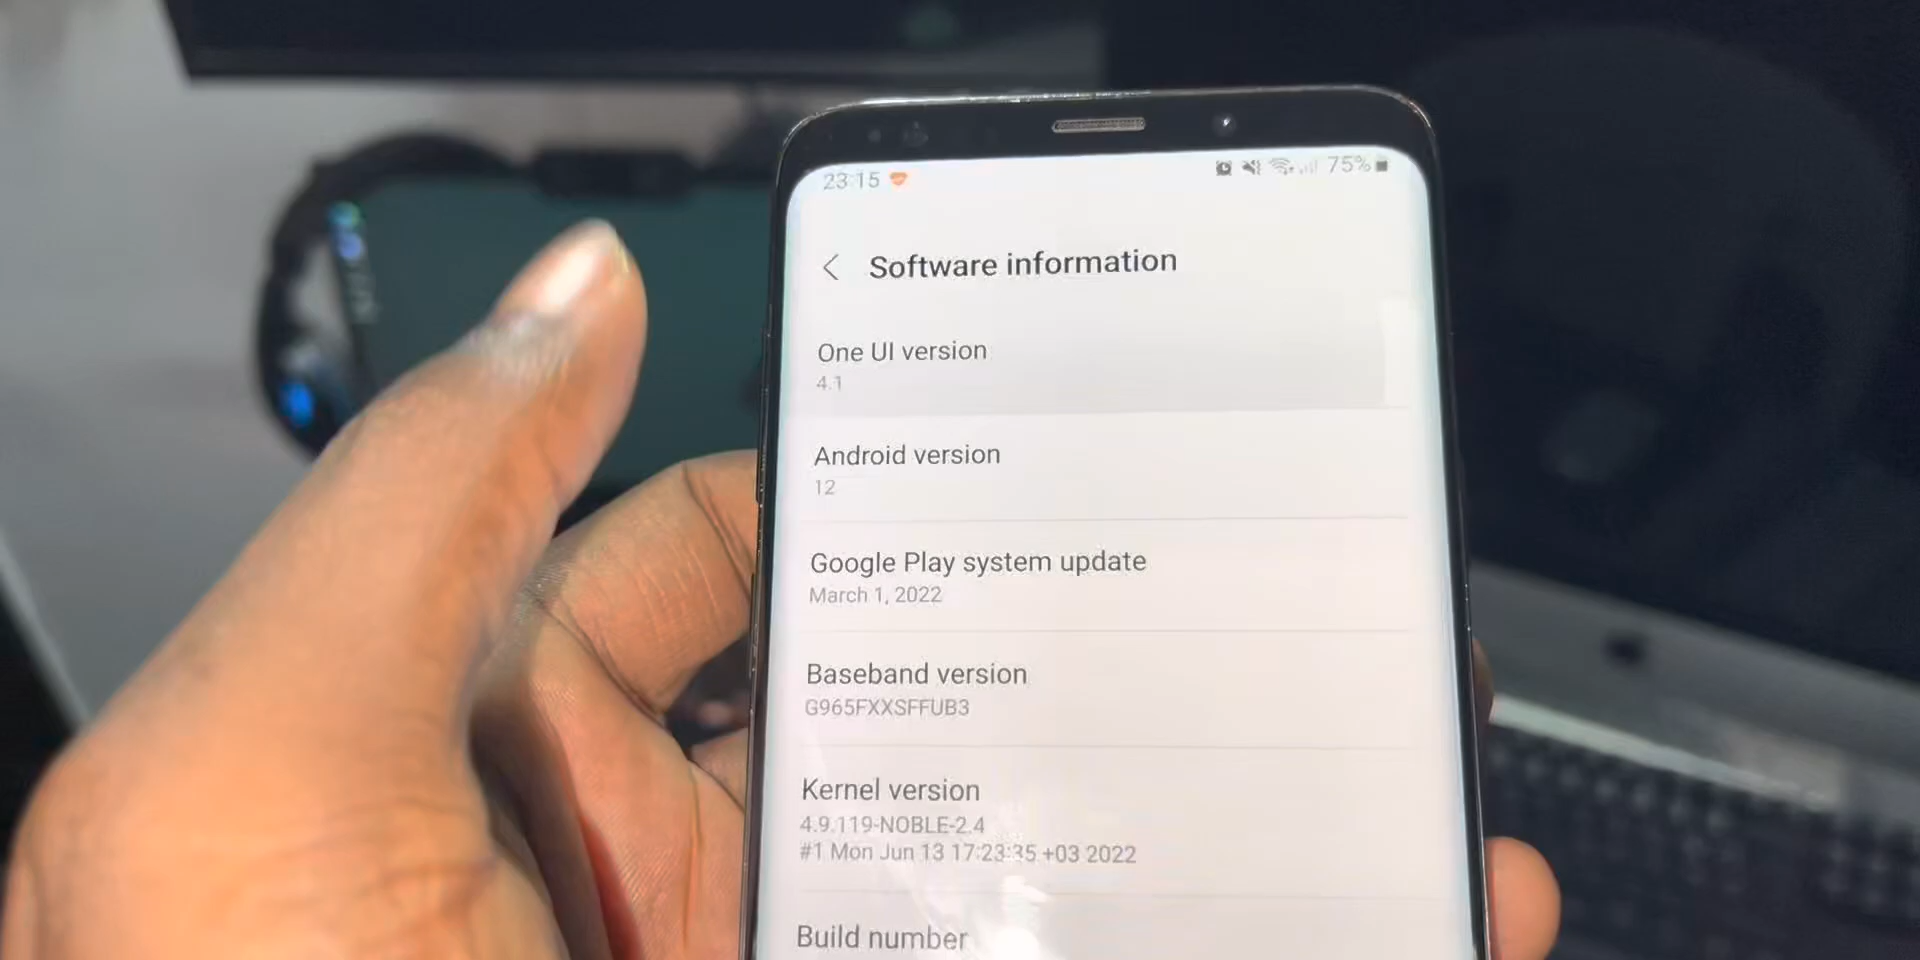 23:15 75%
Software information
One UI version
4.1
Android version
12
Google Play system update
March 1, 2022
Baseband version
G965FXXSFFUB3
Kernel version
4.9.119-NOBLE-2.4
#1 Mon Jun 13 17:23:35 +03 2022
Build number